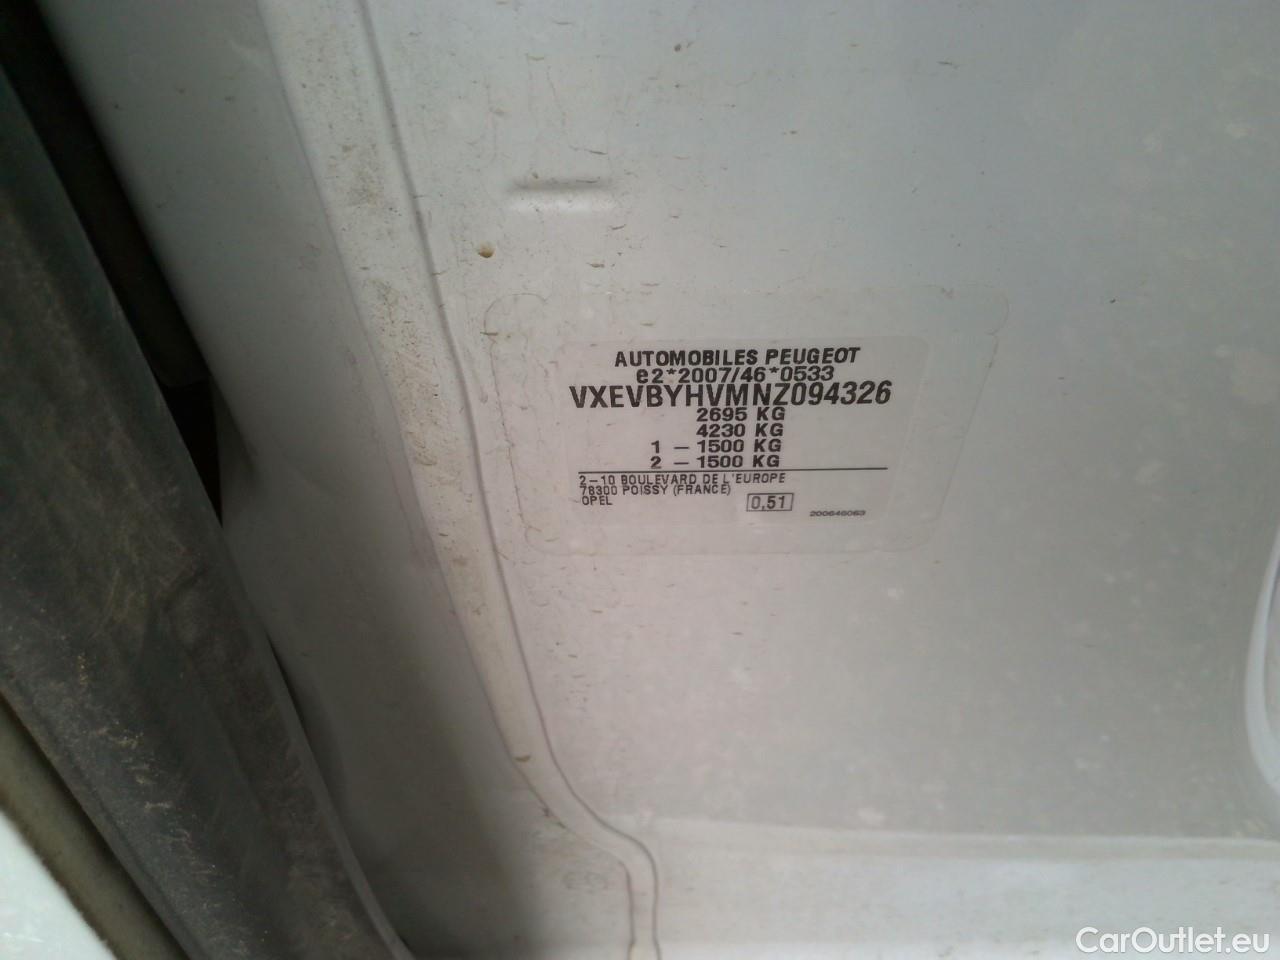 AUTOMOBILES PEUGEOT
e2*2007/46*0533
VXEVBYHVMNZ094326
2695 KG
4230 KG
1 – 1500 KG
2 – 1500 KG
2–10 BOULEVARD DE L'EUROPE
78300 POISSY (FRANCE)
OPEL
0,51
200646063
CarOutlet.eu